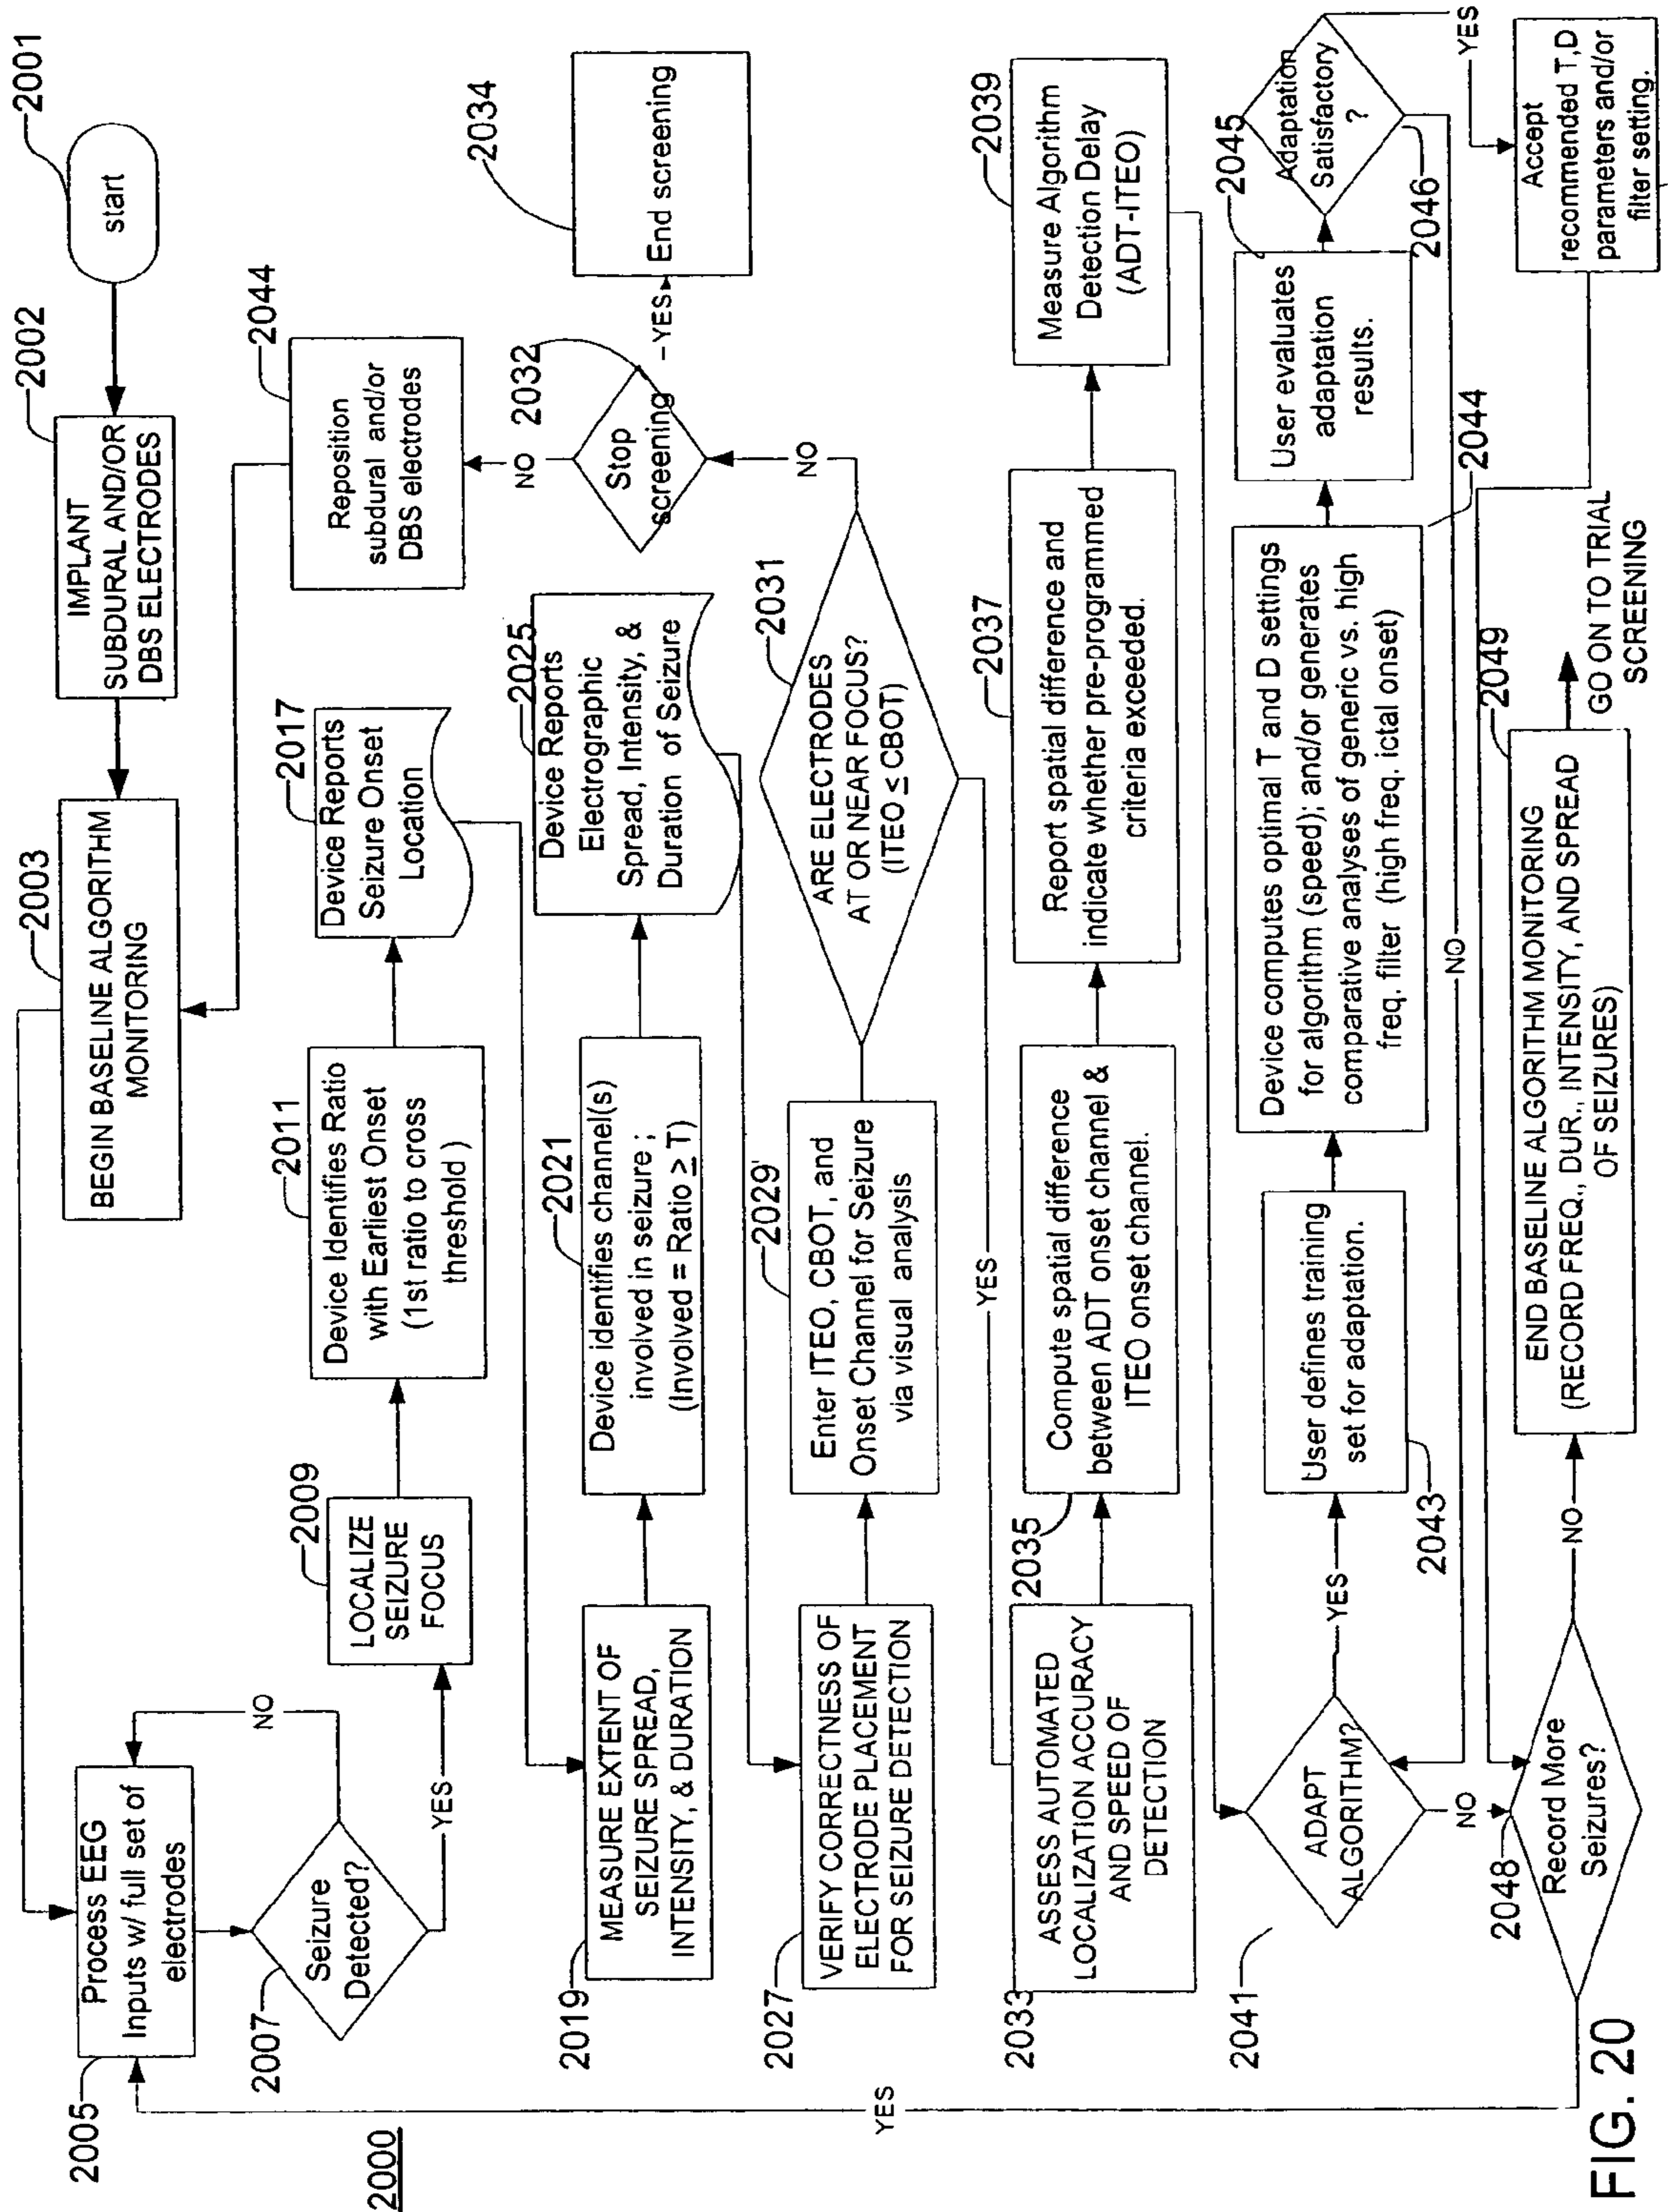 2001
start
2002
IMPLANT
SUBDURAL AND/OR
DBS ELECTRODES
2003
BEGIN BASELINE ALGORITHM
MONITORING
2005
Process EEG
Inputs w/ full set of
electrodes
2007
Seizure
Detected?
NO
YES
2009
LOCALIZE
SEIZURE
FOCUS
2011
Device Identifies Ratio
with Earliest Onset
(1st ratio to cross
threshold )
2017
Device Reports
Seizure Onset
Location
2044
Reposition
subdural and/or
DBS electrodes
2019
MEASURE EXTENT OF
SEIZURE SPREAD,
INTENSITY, & DURATION
2021
Device identifies channel(s)
involved in seizure ;
(Involved = Ratio ≥ T)
2025
Device Reports
Electrographic
Spread, Intensity, &
Duration of Seizure
NO
2032
Stop
screening
YES
2034
End screening
2027
VERIFY CORRECTNESS OF
ELECTRODE PLACEMENT
FOR SEIZURE DETECTION
2029'
Enter ITEO, CBOT, and
Onset Channel for Seizure
via visual analysis
2031
ARE ELECTRODES
AT OR NEAR FOCUS?
(ITEO ≤ CBOT)
NO
YES
2033
ASSESS AUTOMATED
LOCALIZATION ACCURACY
AND SPEED OF
DETECTION
2035
Compute spatial difference
between ADT onset channel &
ITEO onset channel.
2037
Report spatial difference and
indicate whether pre-programmed
criteria exceeded.
2039
Measure Algorithm
Detection Delay
(ADT-ITEO)
2041
ADAPT
ALGORITHM?
YES
NO
2043
User defines training
set for adaptation.
Device computes optimal T and D settings
for algorithm (speed); and/or generates
comparative analyses of generic vs. high
freq. filter (high freq. ictal onset)
2044
User evaluates
adaptation
results.
2045
Adaptation
Satisfactory
?
2046
NO
YES
Accept
recommended T,D
parameters and/or
filter setting.
2048
Record More
Seizures?
YES
NO
2049
END BASELINE ALGORITHM MONITORING
(RECORD FREQ., DUR., INTENSITY, AND SPREAD
OF SEIZURES)
GO ON TO TRIAL
SCREENING
2000
FIG. 20